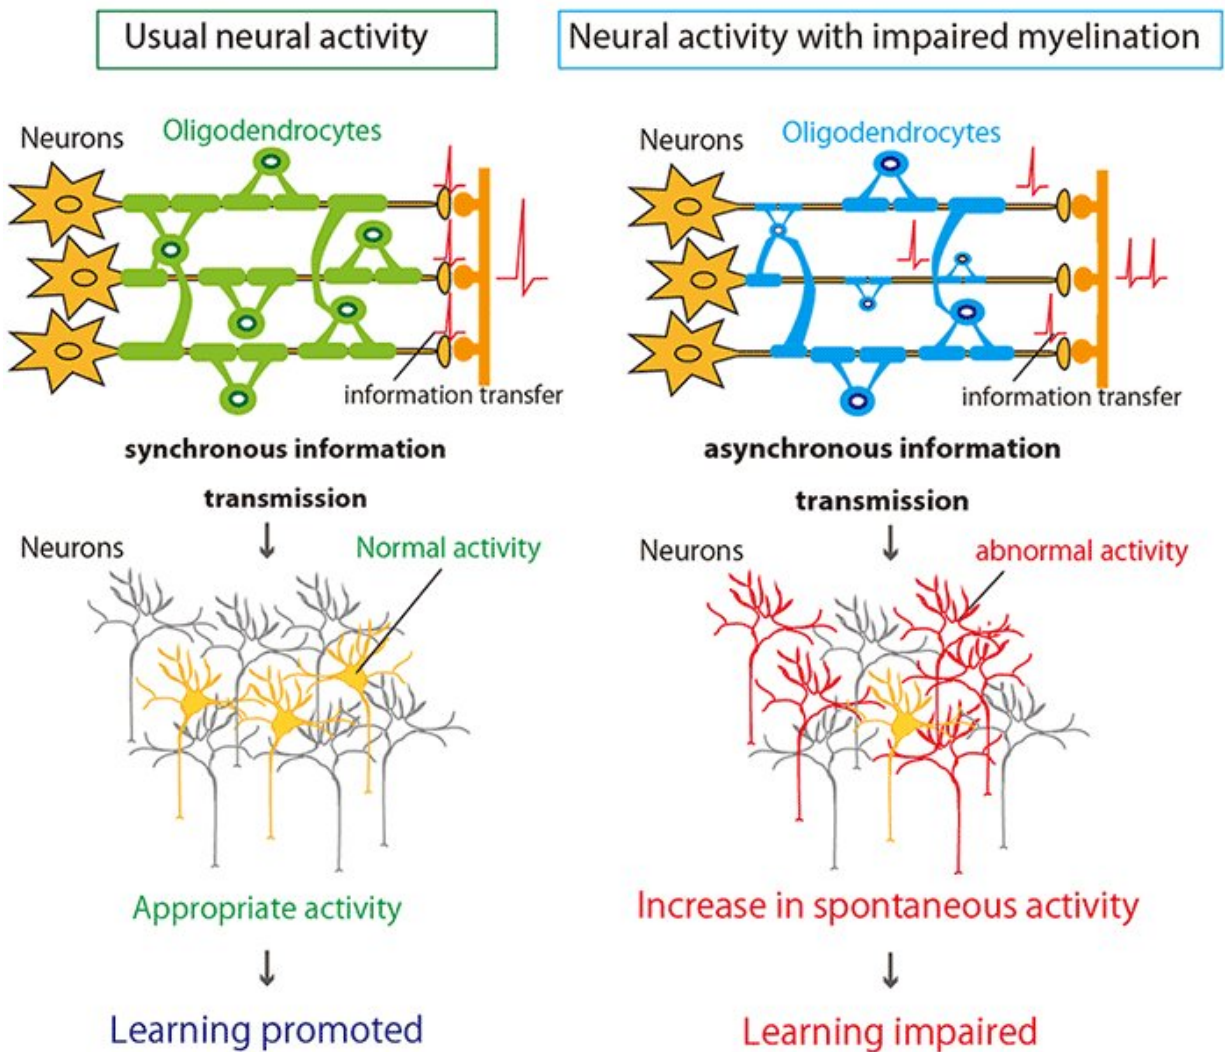 Usual neural activity
Neurons
Oligodendrocytes
information transfer
synchronous information
transmission
↓
Neurons
Normal activity
Appropriate activity
↓
Learning promoted
Neural activity with impaired myelination
Neurons
Oligodendrocytes
information transfer
asynchronous information
transmission
↓
Neurons
abnormal activity
Increase in spontaneous activity
↓
Learning impaired